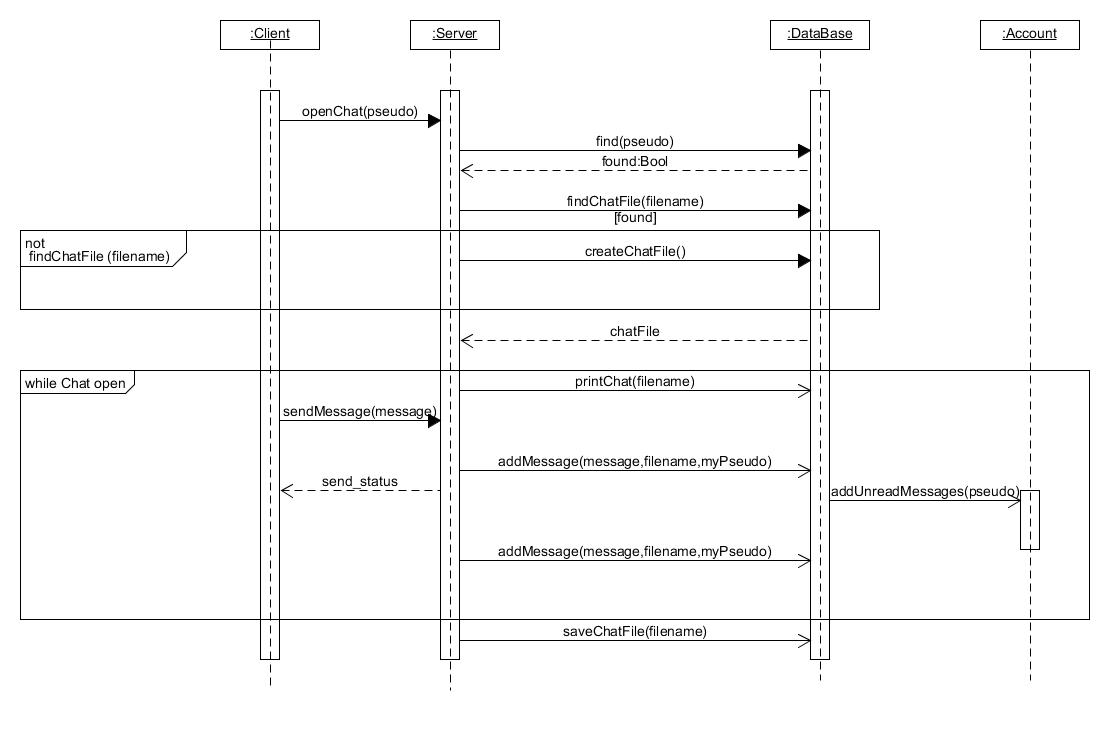 :Client
:Server
:DataBase
:Account
openChat(pseudo)
find(pseudo)
found:Bool
findChatFile(filename)
[found]
not
findChatFile (filename)
createChatFile()
chatFile
while Chat open
printChat(filename)
sendMessage(message)
addMessage(message,filename,myPseudo)
send_status
addUnreadMessages(pseudo)
addMessage(message,filename,myPseudo)
saveChatFile(filename)